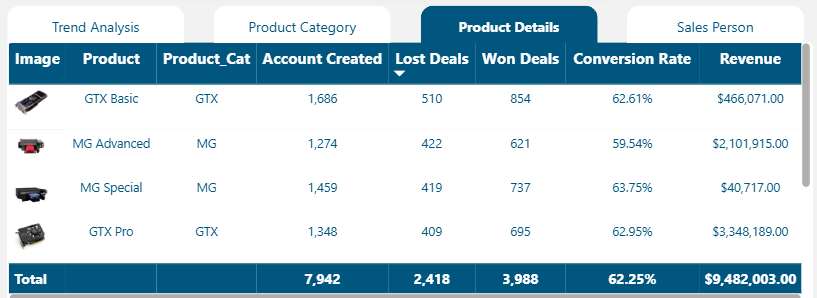 Trend Analysis Product Category Product Details Sales Person
Image Product Product_Cat Account Created Lost Deals Won Deals Conversion Rate Revenue
GTX Basic GTX 1,686 510 854 62.61% $466,071.00
MG Advanced MG 1,274 422 621 59.54% $2,101,915.00
MG Special MG 1,459 419 737 63.75% $40,717.00
GTX Pro GTX 1,348 409 695 62.95% $3,348,189.00
Total 7,942 2,418 3,988 62.25% $9,482,003.00